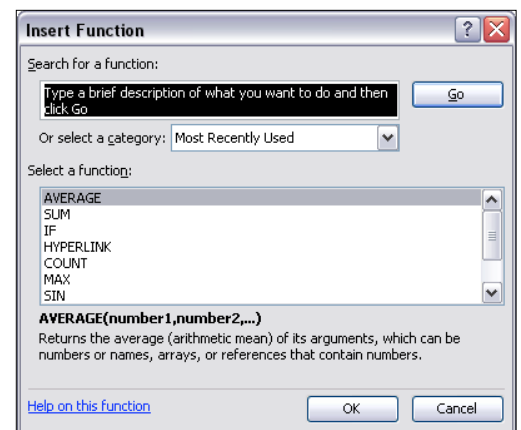 Insert Function
?
Search for a function:
Type a brief description of what you want to do and then
click Go
Go
Or select a category: Most Recently Used
Select a function:
AVERAGE
SUM
IF
HYPERLINK
COUNT
MAX
SIN
AVERAGE(number1,number2,...)
Returns the average (arithmetic mean) of its arguments, which can be
numbers or names, arrays, or references that contain numbers.
Help on this function
OK
Cancel